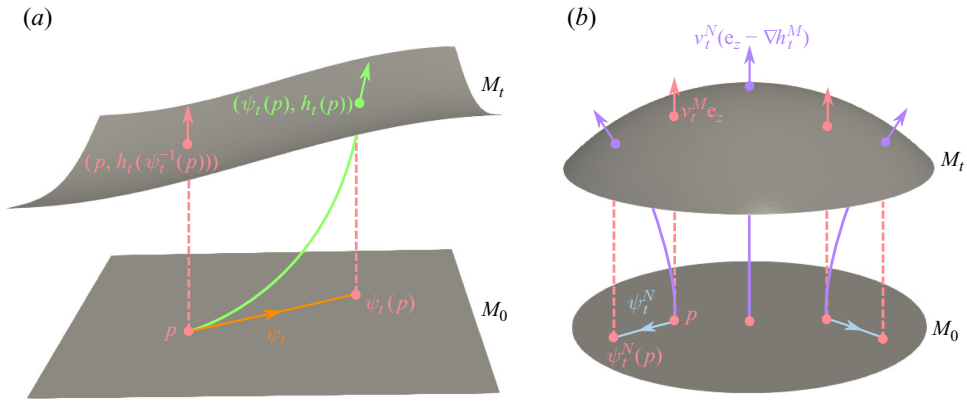 (a)
M_t
(ψ_t(p), h_t(p))
(p, h_t(ψ_t^{-1}(p)))
M_0
ψ_t(p)
p
ψ_t
(b)
v_t^N(e_z − ∇h_t^M)
v_t^M e_z
M_t
ψ_t^N
p
M_0
ψ_t^N(p)